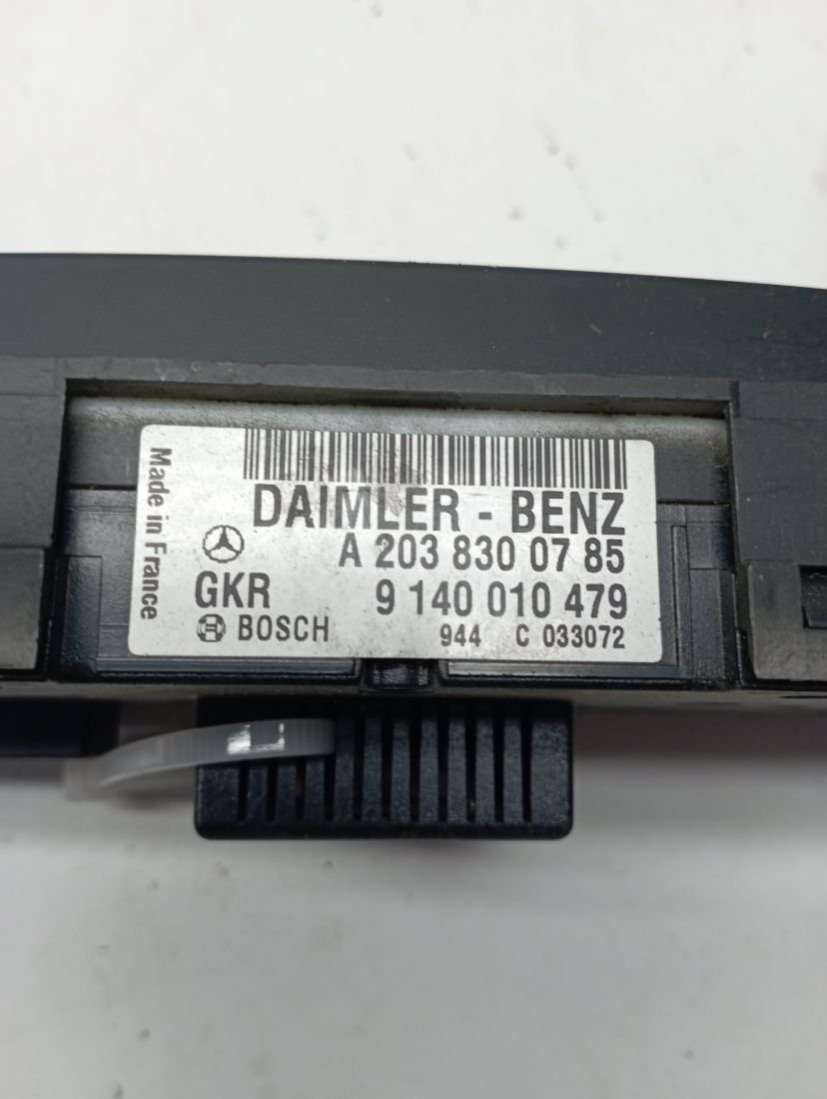 DAIMLER - BENZ
A 203 830 07 85
GKR 9 140 010 479
BOSCH 944 C 033072
Made in France